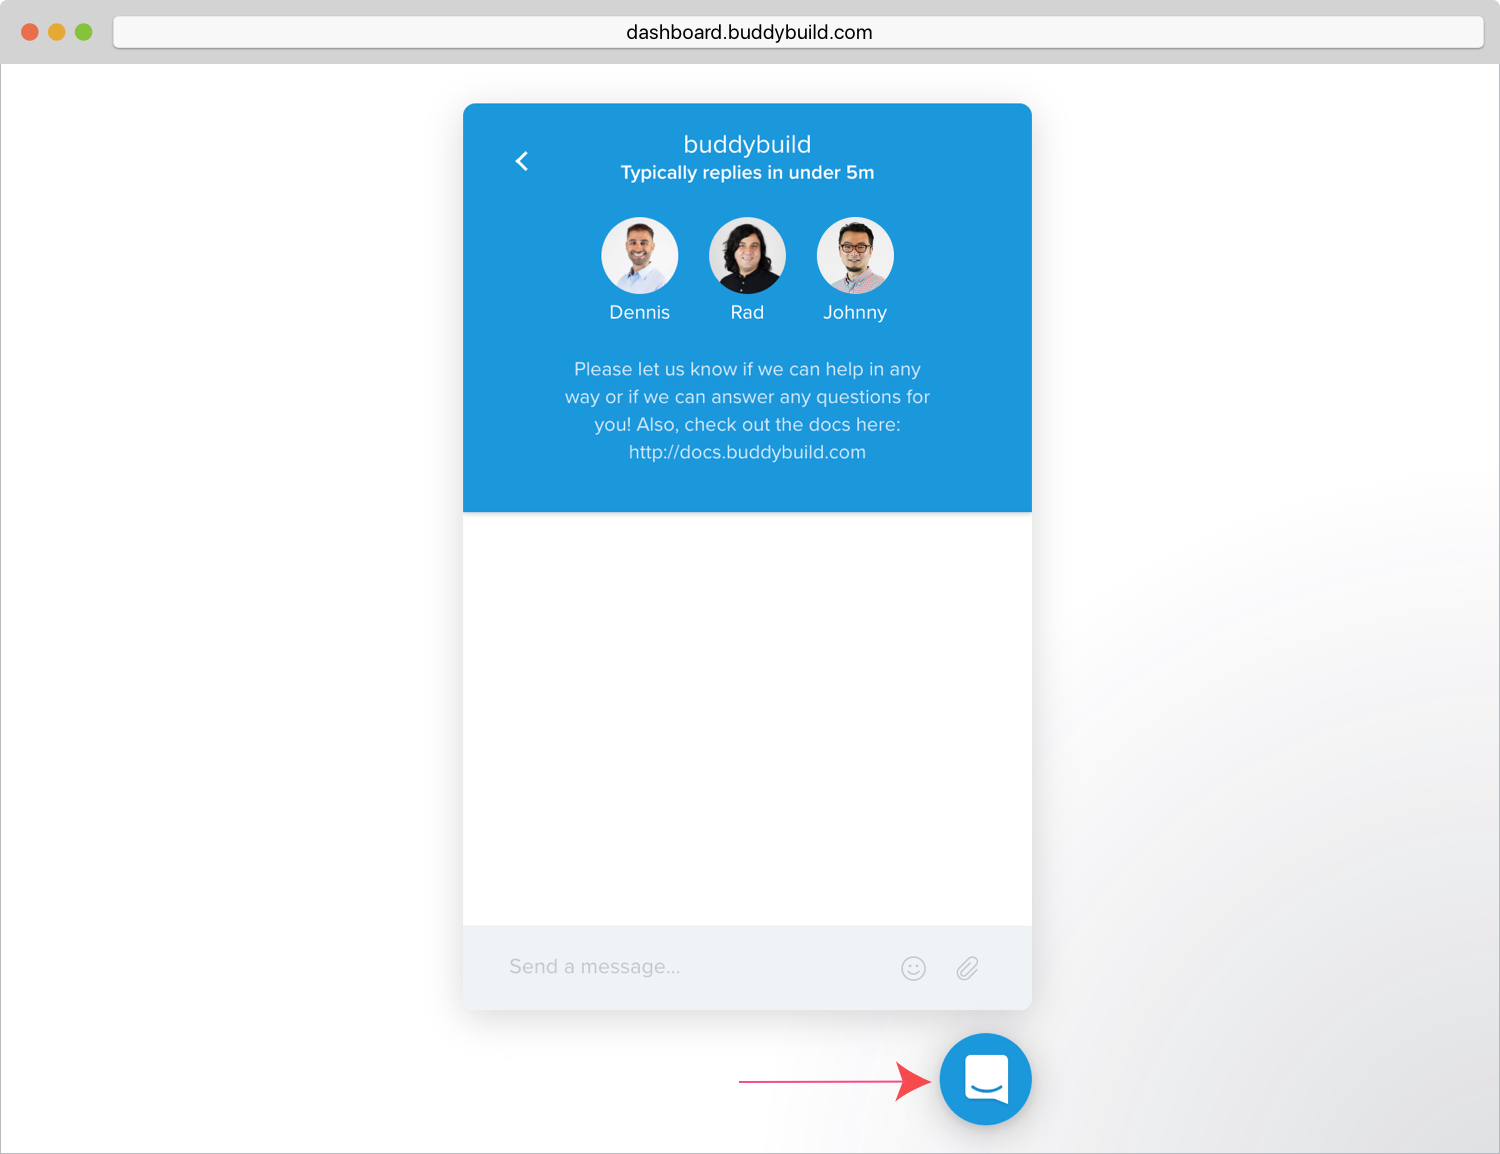 dashboard.buddybuild.com
buddybuild
Typically replies in under 5m
Dennis
Rad
Johnny
Please let us know if we can help in any
way or if we can answer any questions for
you! Also, check out the docs here:
http://docs.buddybuild.com
Send a message...